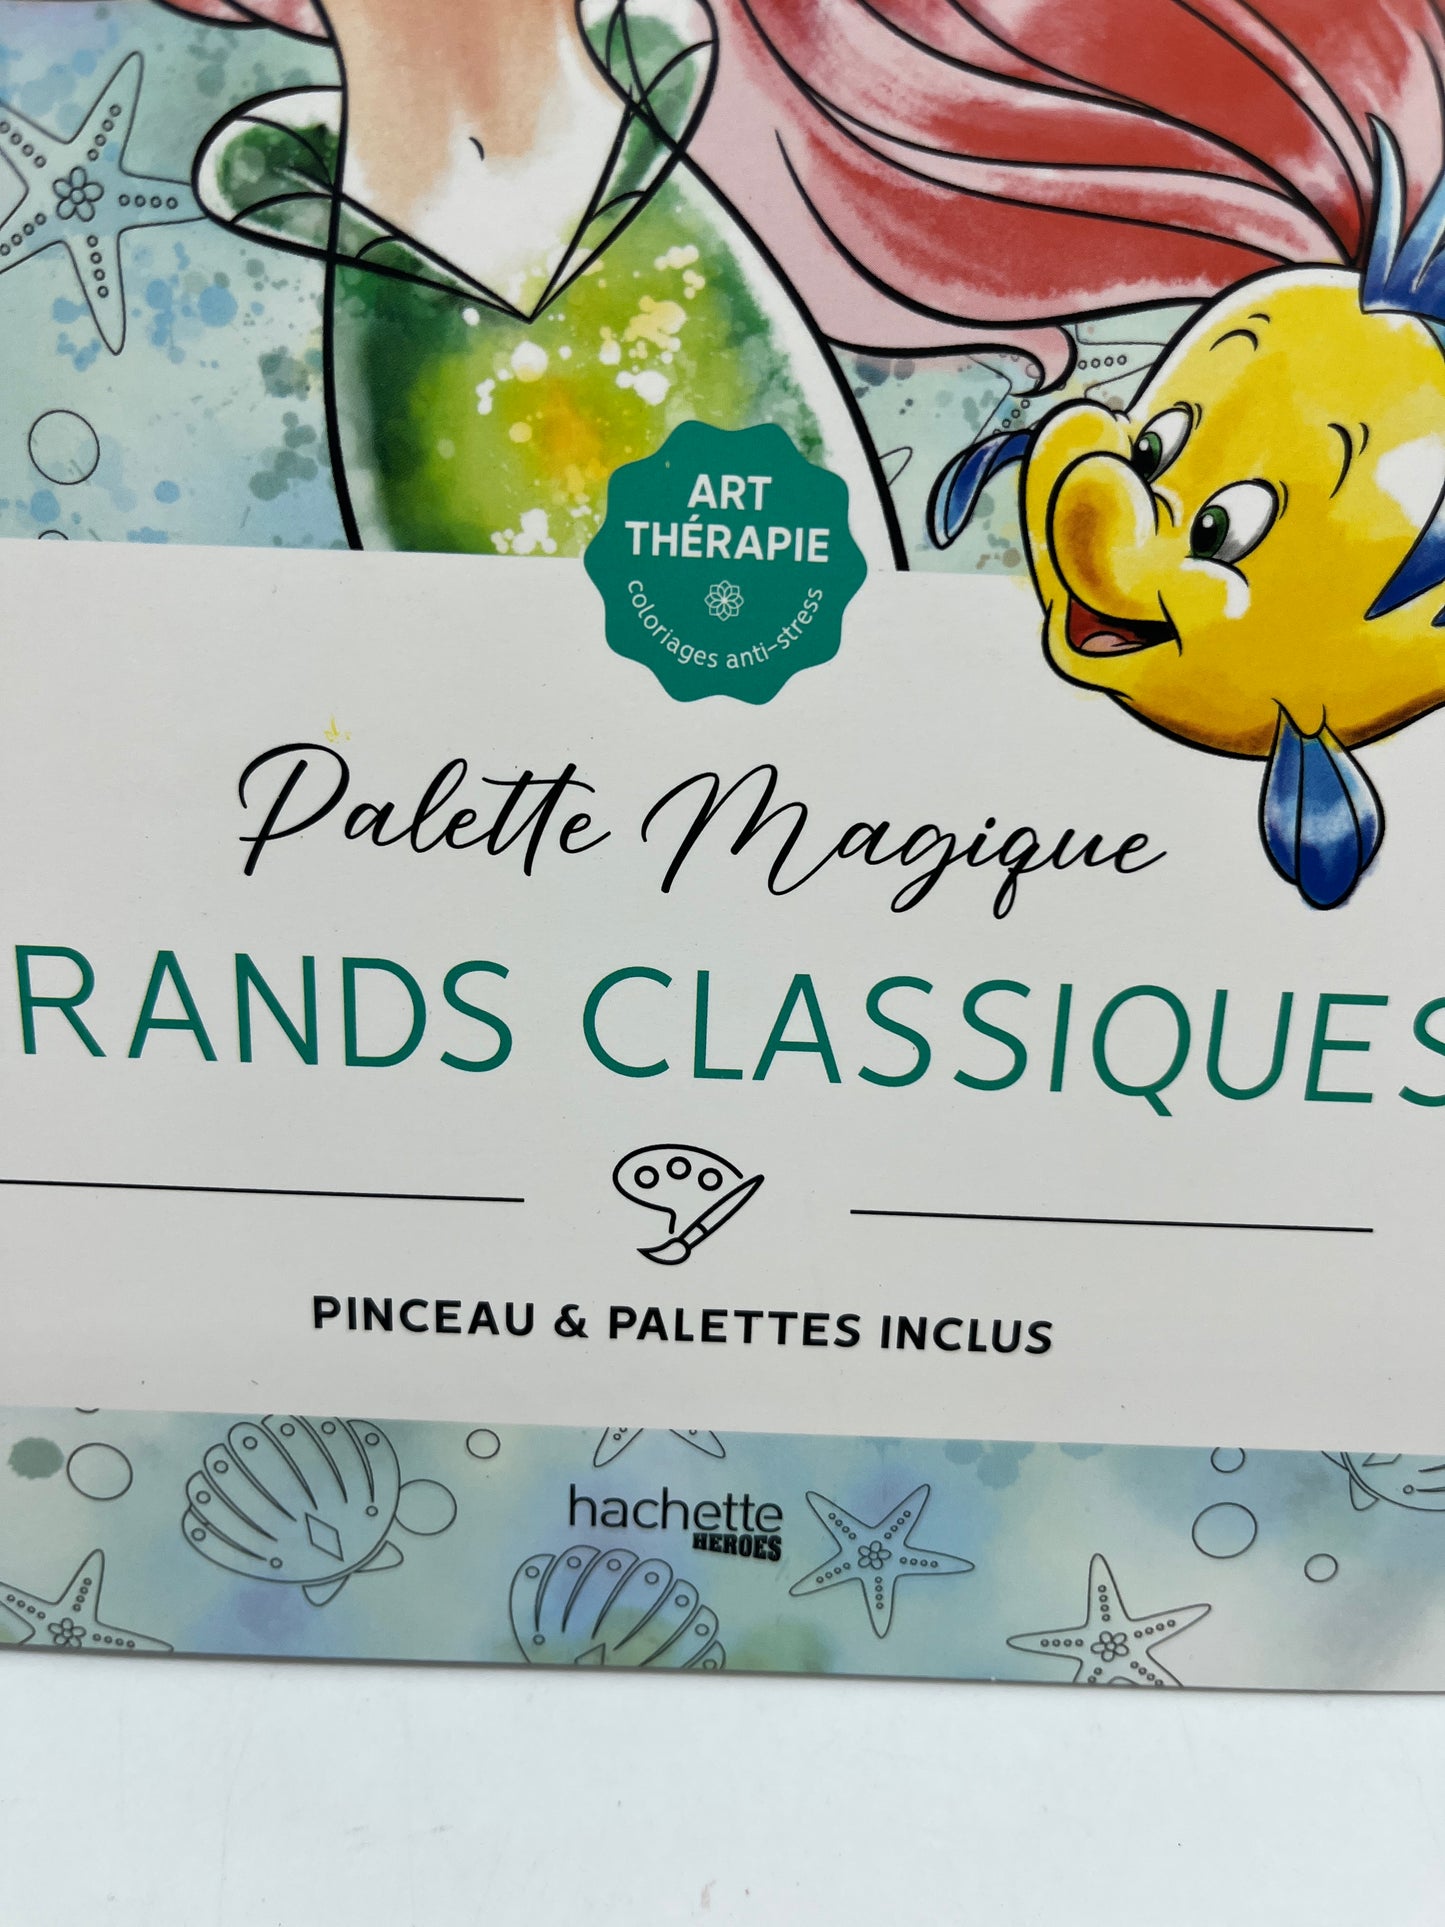 ART
THÉRAPIE
coloriages anti-stress
Palette Magique
RANDS CLASSIQUES
PINCEAU & PALETTES INCLUS
hachette
HEROES